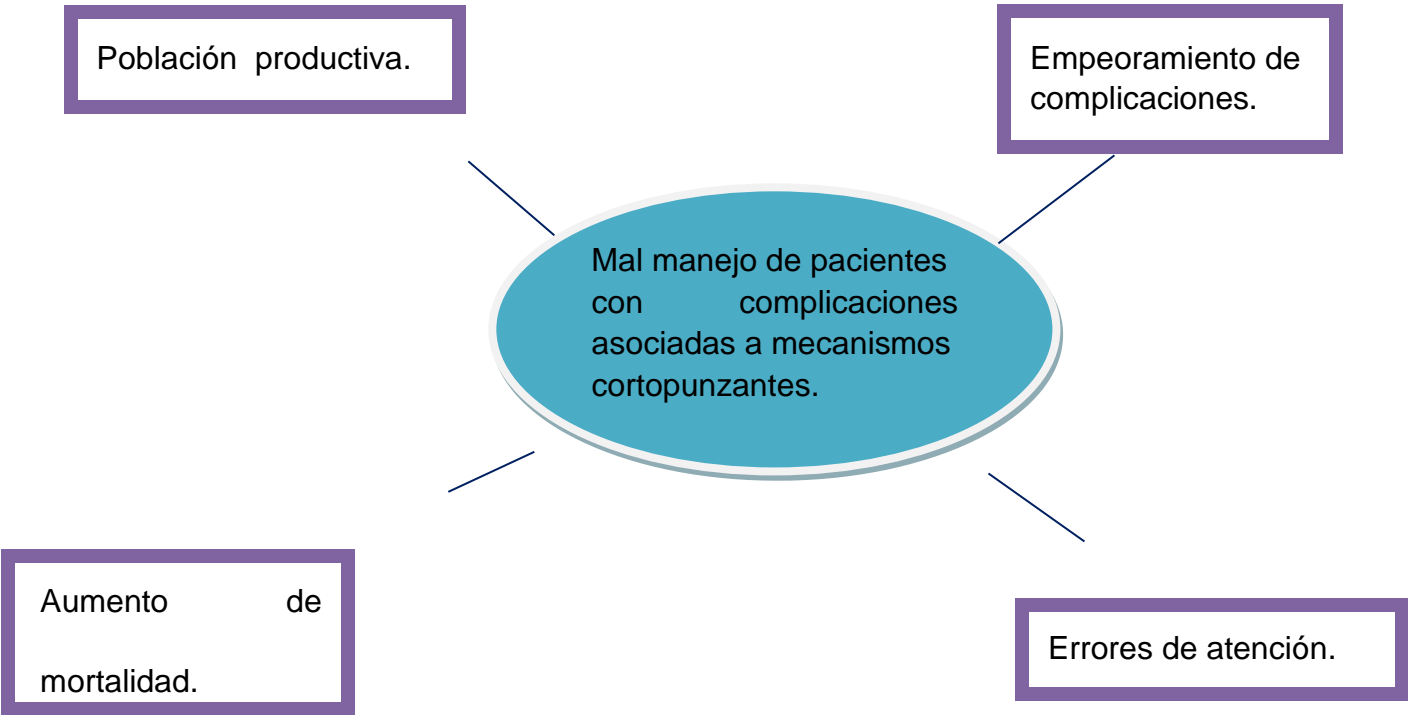 Población productiva.
Empeoramiento de
complicaciones.
Mal manejo de pacientes
con complicaciones
asociadas a mecanismos
cortopunzantes.
Aumento de
mortalidad.
Errores de atención.